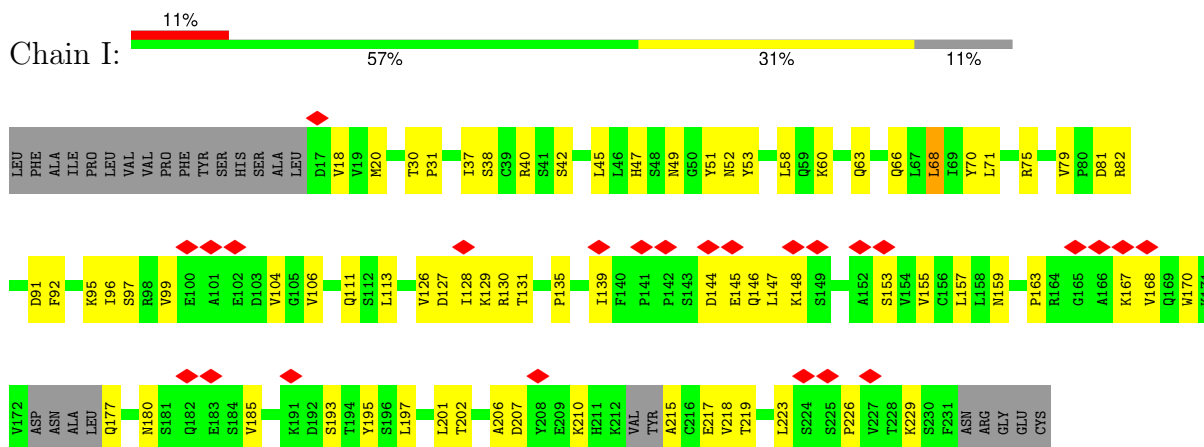 11%
Chain I:
57% 31% 11%
LEU PHE ALA ILE PRO LEU VAL VAL PRO PHE TYR SER HIS SER ALA LEU D17 V18 V19 M20 T30 P31 I37 S38 C39 R40 S41 S42 L45 L46 H47 S48 N49 G50 Y51 N52 Y53 L58 Q59 K60 Q63 Q66 L67 L68 I69 Y70 L71 R75 V79 P80 D81 R82
D91 F92 K95 I96 S97 R98 V99 E100 A101 E102 D103 V104 G105 V106 Q111 S112 L113 V126 D127 I128 K129 R130 T131 P135 I139 F140 P141 P142 S143 D144 E145 Q146 L147 K148 S149 A152 S153 V154 V155 C156 L157 L158 N159 P163 R164 G165 A166 K167 V168 Q169 W170 K171
V172 ASP ASN ALA LEU Q177 N180 S181 Q182 E183 S184 V185 K191 D192 S193 T194 Y195 S196 L197 L201 T202 A206 D207 Y208 E209 K210 H211 K212 VAL TYR A215 C216 E217 V218 T219 L223 S224 S225 P226 V227 T228 K229 S230 F231 ASN ARG GLY GLU CYS